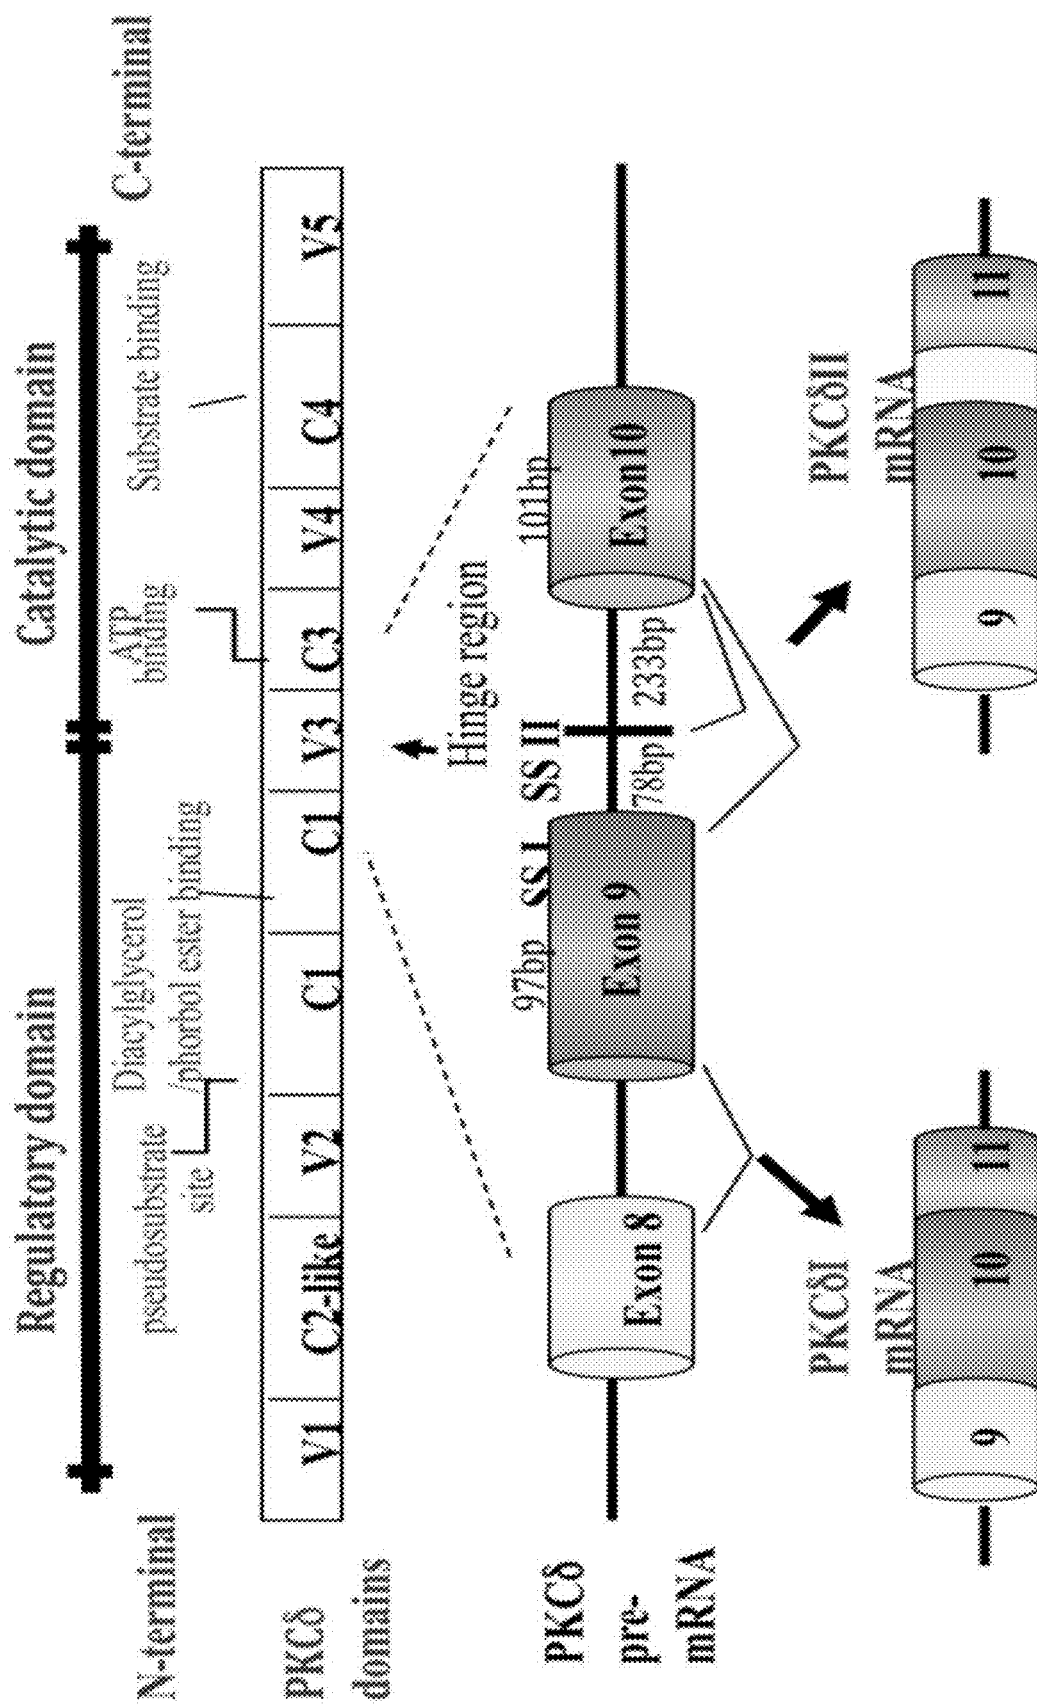 Regulatory domain
Catalytic domain
N-terminal
C-terminal
pseudosubstrate
site
Diacylglycerol
/phorbol ester binding
ATP
binding
Substrate binding
PKCδ
domains
V1
C2-like
V2
C1
C1
V3
C3
V4
C4
V5
Hinge region
PKCδ
pre-
mRNA
97bp
SS I
SS II
101bp
Exon 8
Exon 9
78bp
233bp
Exon10
PKCδI
mRNA
PKCδII
mRNA
9
10
11
9
10
11